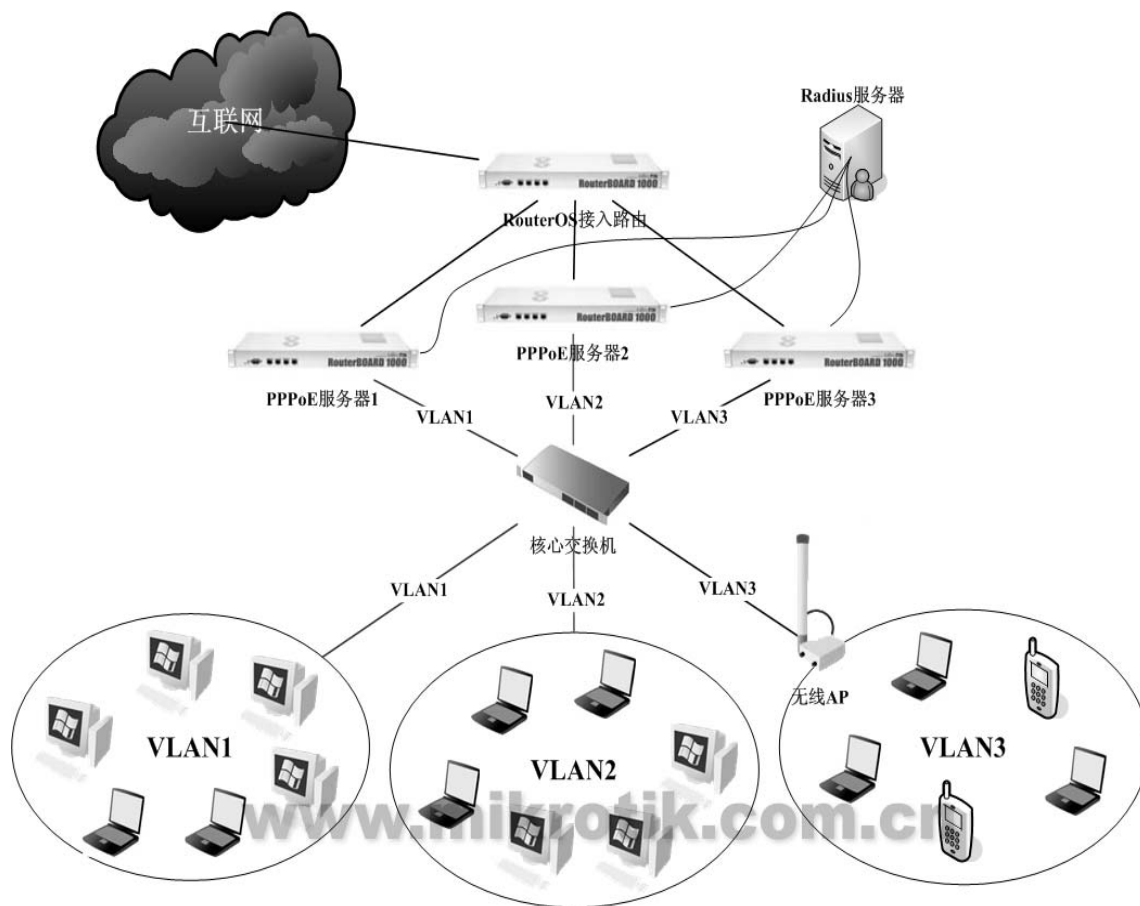 互联网
Radius服务器
RouterBOARD 1000
RouterOS接入路由
RouterBOARD 1000
RouterBOARD 1000
RouterBOARD 1000
PPPoE服务器2
PPPoE服务器1
PPPoE服务器3
VLAN1
VLAN2
VLAN3
核心交换机
VLAN1
VLAN2
VLAN3
无线AP
VLAN1
VLAN2
VLAN3
www.mikrotik.com.cn